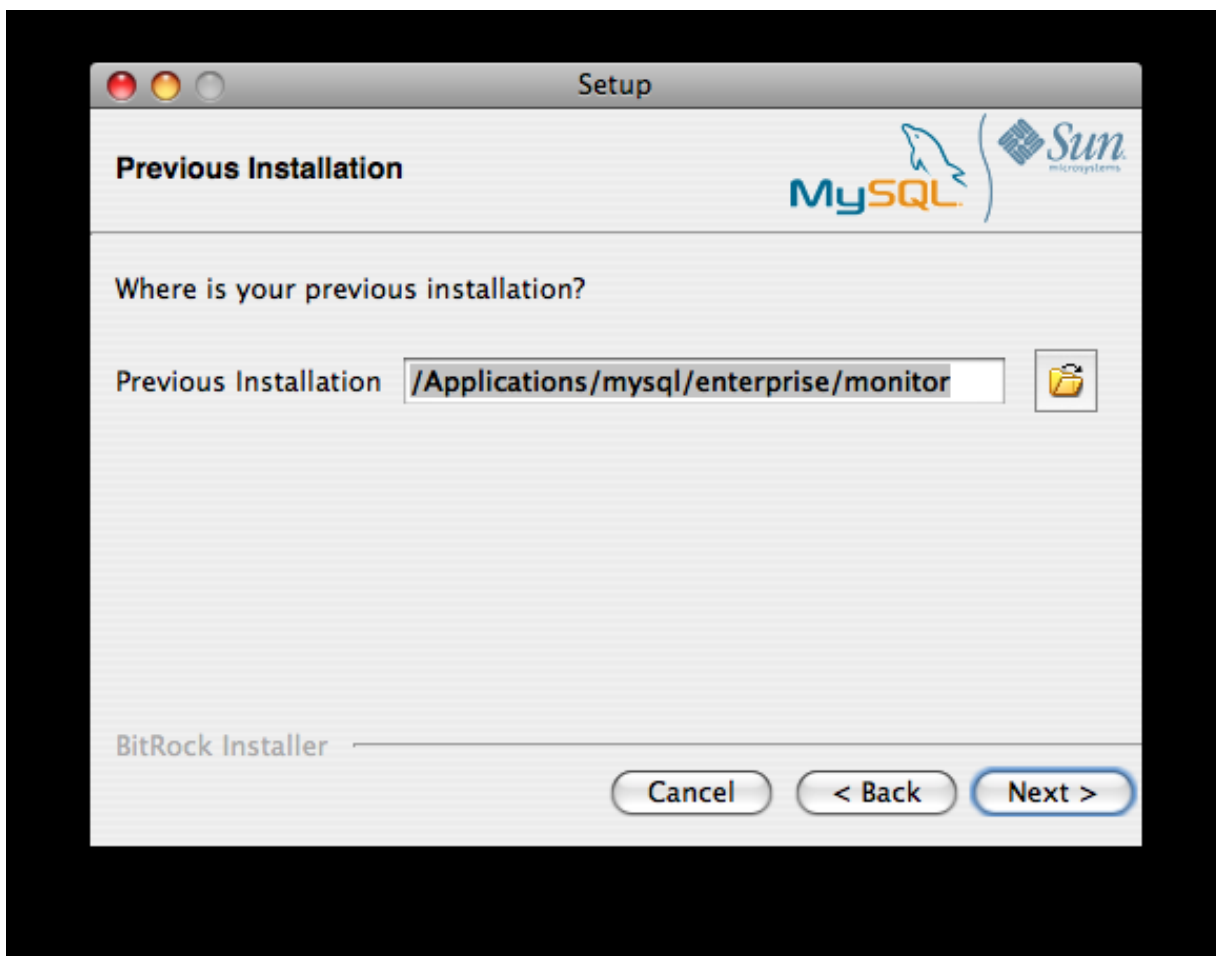 Setup
Previous Installation
MySQL.
Sun
microsystems
Where is your previous installation?
Previous Installation /Applications/mysql/enterprise/monitor
BitRock Installer
Cancel < Back Next >